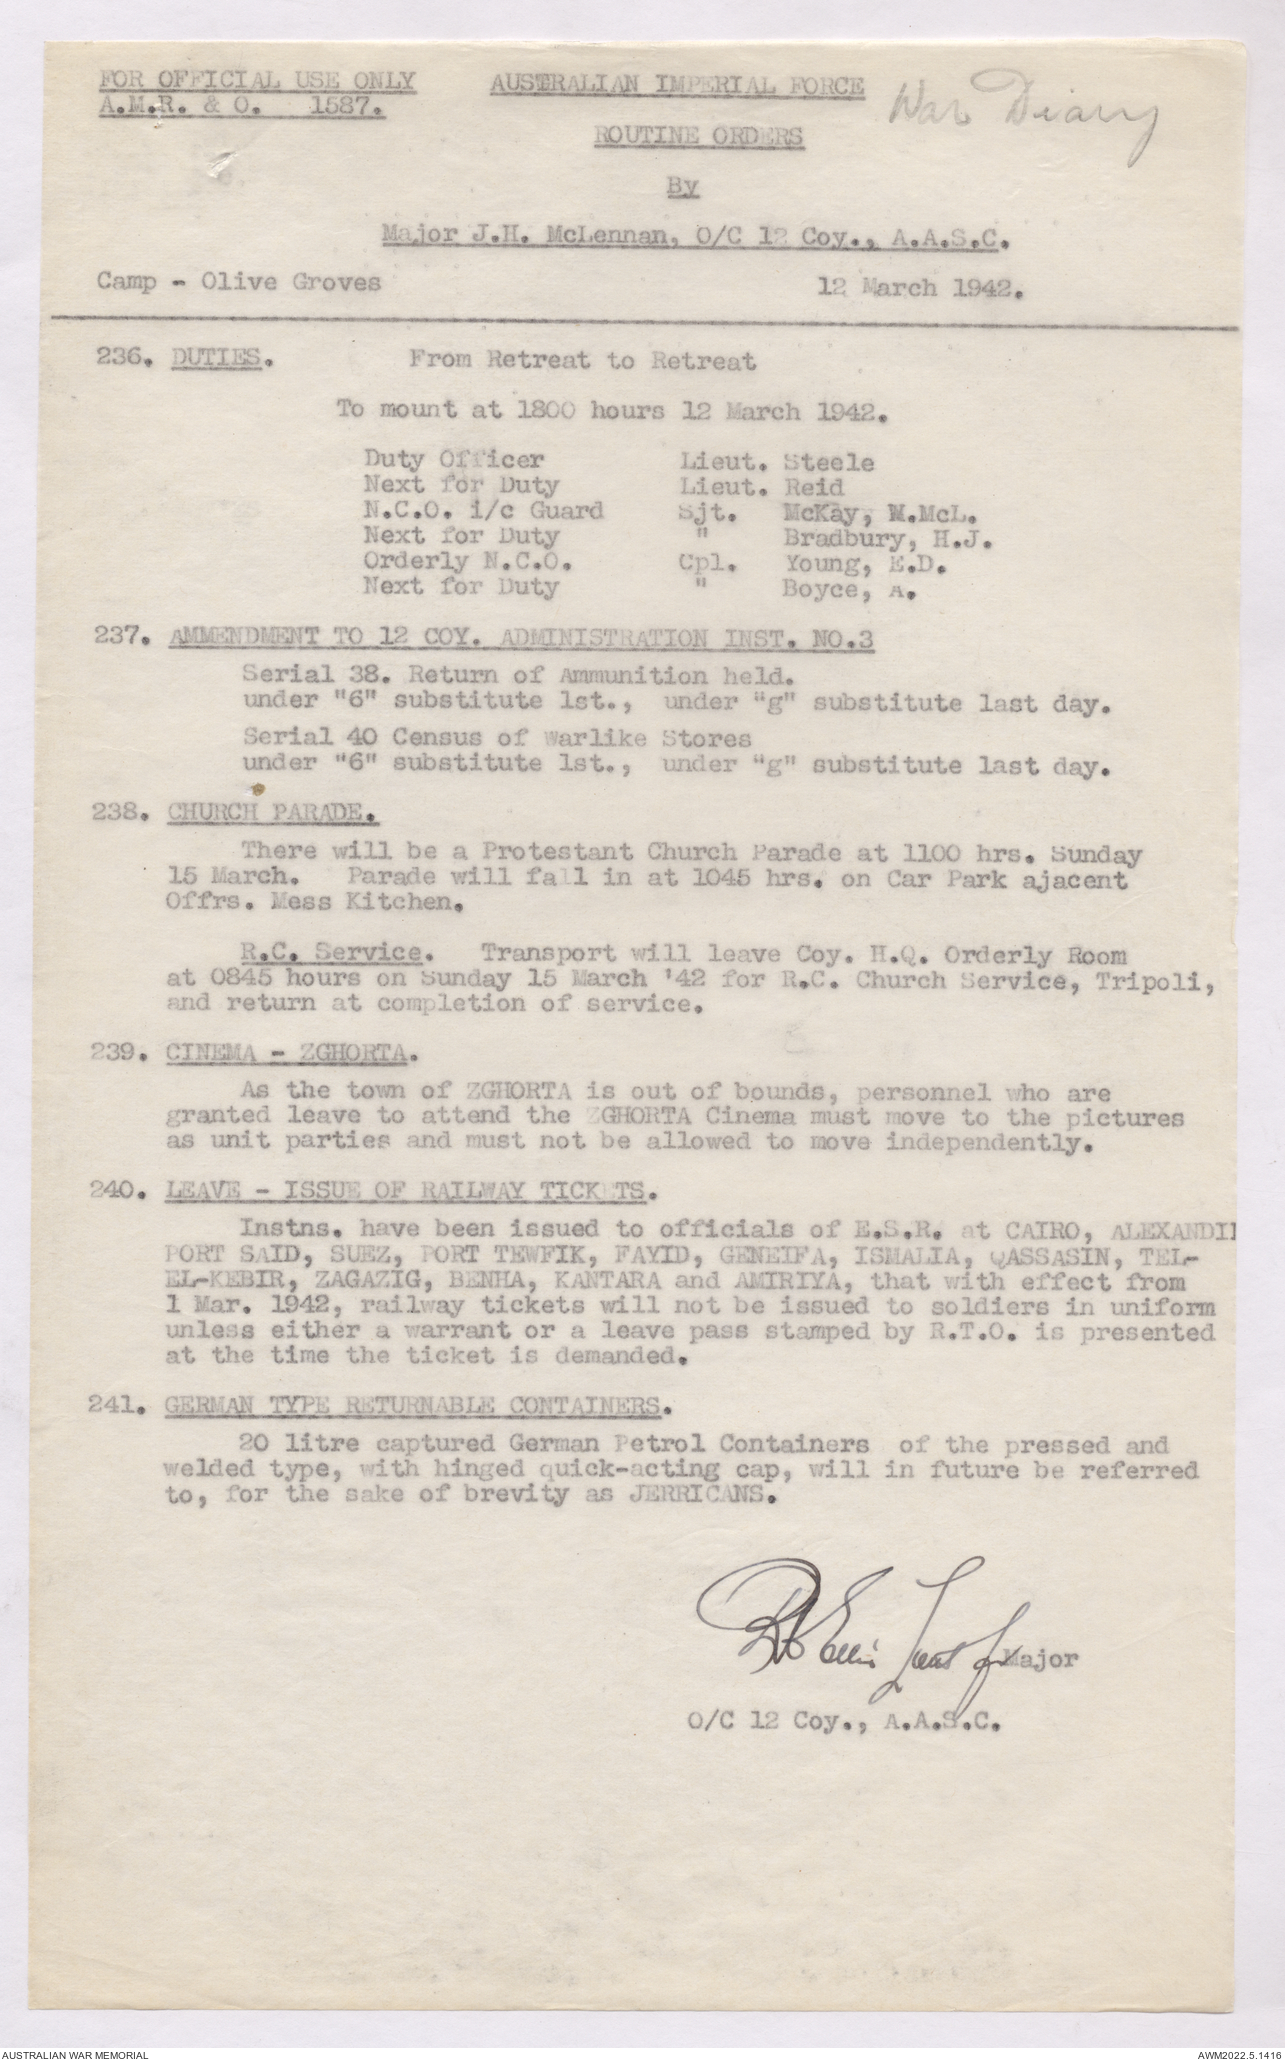 FOR OFFICIAL USE ONLY AUSTRALIAN IMPERIAL FORCE
War Diary
A.M.R. & O. 1587.
ROUTINE ORDERS
By
Major J.H. McLennan, O/C 12 Coy., A.A.S.C.
Camp - Olive Groves 12 March 1942.
236. DUTIES. From Retreat to Retreat
To mount at 1800 hours 12 March 1942.
Duty Officer Lieut. Steele
Next for Duty Lieut. Reid
N.C.O. i/c Guard Sjt. McKay, M.McL.
Next for Duty " Bradbury, H.J.
Orderly N.C.O. Cpl. Young, E.D.
Next for Duty " Boyce, A.
237. AMMENDMENT TO 12 COY. ADMINISTRATION INST. NO.3
Serial 38. Return of Ammunition held.
under "6" substitute 1st., under "g" substitute last day.
Serial 40 Census of Warlike Stores
under "6" substitute 1st., under "g" substitute last day.
238. CHURCH PARADE.
There will be a Protestant Church Parade at 1100 hrs. Sunday
15 March. Parade will fall in at 1045 hrs. on Car Park ajacent
Offrs. Mess Kitchen.
R.C. Service. Transport will leave Coy. H.Q. Orderly Room
at 0845 hours on Sunday 15 March '42 for R.C. Church Service, Tripoli,
and return at completion of service.
239. CINEMA - ZGHORTA.
As the town of ZGHORTA is out of bounds, personnel who are
granted leave to attend the ZGHORTA Cinema must move to the pictures
as unit parties and must not be allowed to move independently.
240. LEAVE - ISSUE OF RAILWAY TICKETS.
Instns. have been issued to officials of E.S.R. at CAIRO, ALEXANDII
PORT SAID, SUEZ, PORT TEWFIK, FAYID, GENEIFA, ISMALIA, QASSASIN, TEL-
EL-KEBIR, ZAGAZIG, BENHA, KANTARA and AMIRIYA, that with effect from
1 Mar. 1942, railway tickets will not be issued to soldiers in uniform
unless either a warrant or a leave pass stamped by R.T.O. is presented
at the time the ticket is demanded.
241. GERMAN TYPE RETURNABLE CONTAINERS.
20 litre captured German Petrol Containers of the pressed and
welded type, with hinged quick-acting cap, will in future be referred
to, for the sake of brevity as JERRICANS.
Lieut for Major
O/C 12 Coy., A.A.S.C.
AUSTRALIAN WAR MEMORIAL AWM2022.5.1416